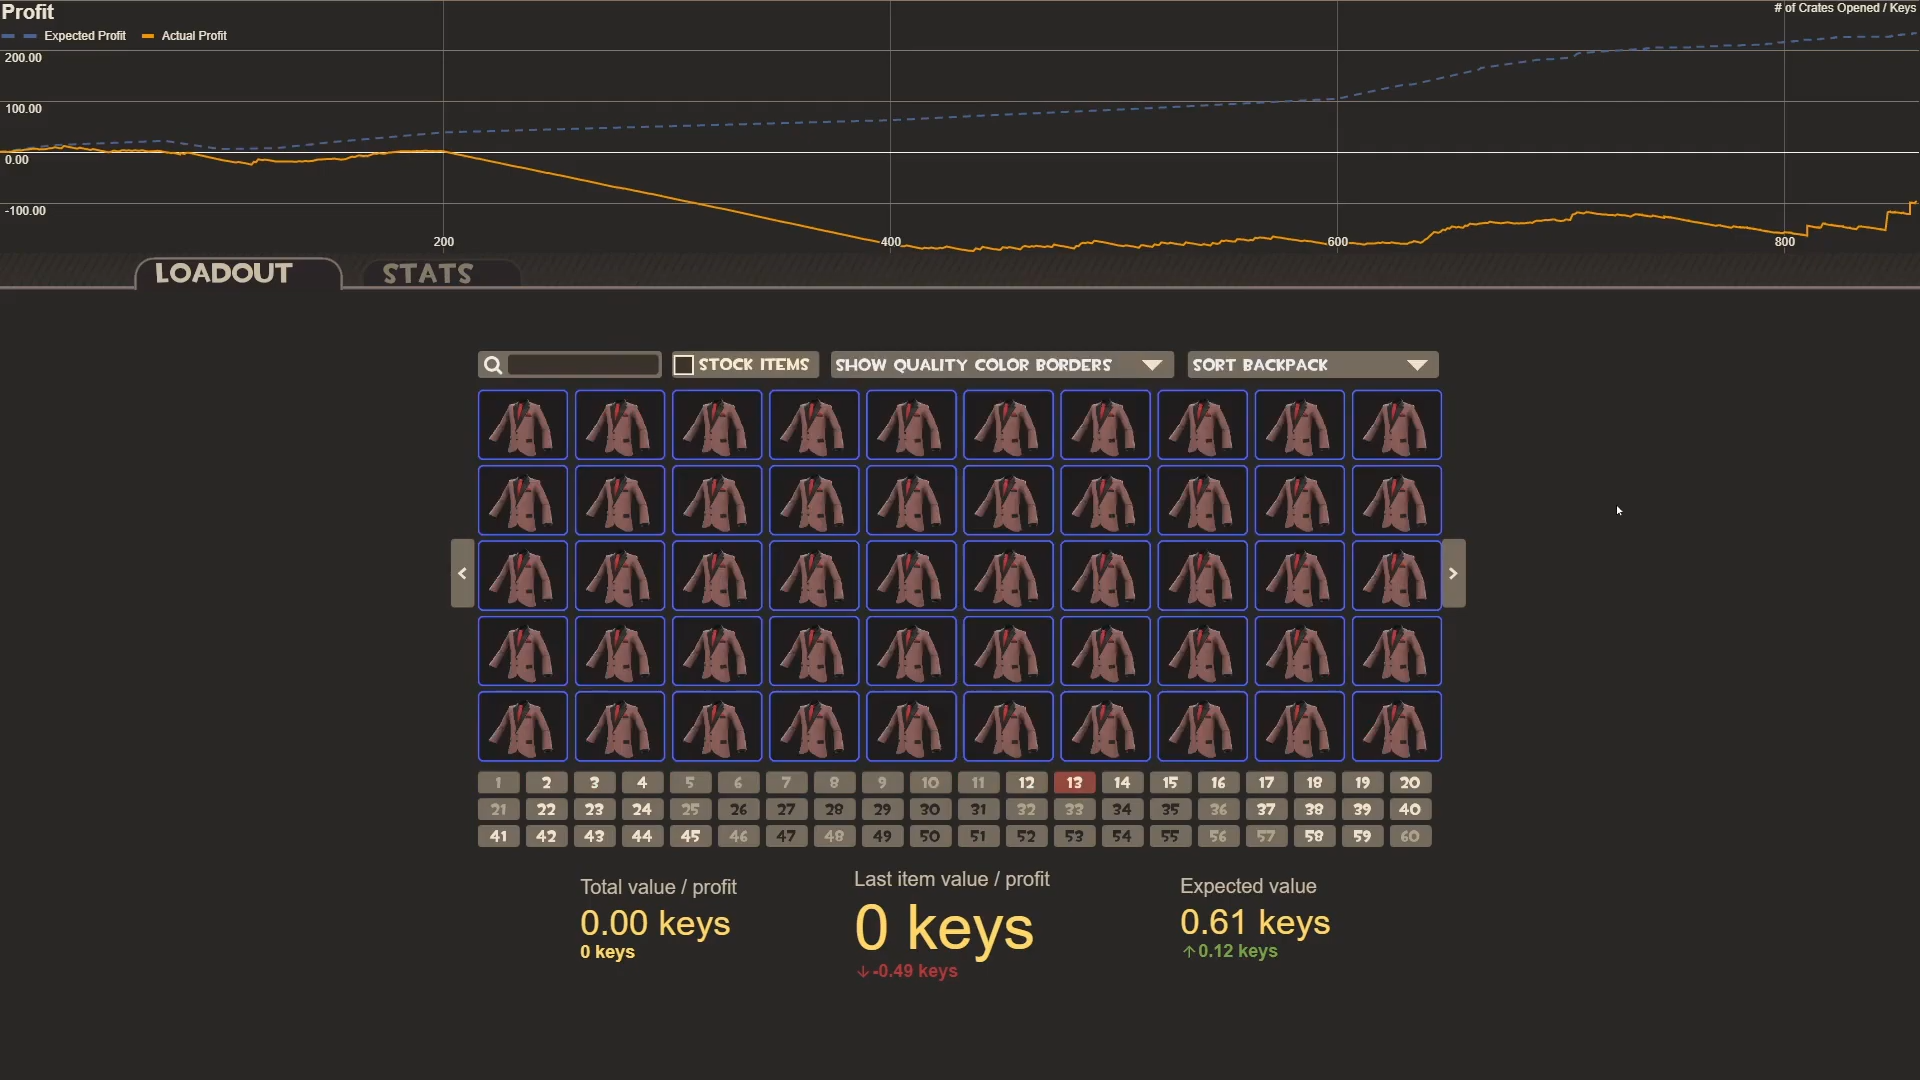 Profit
# of Crates Opened / Keys
Expected Profit Actual Profit
200.00
100.00
0.00
-100.00
200 400 600 800
LOADOUT STATS
STOCK ITEMS SHOW QUALITY COLOR BORDERS SORT BACKPACK
< >
1 2 3 4 5 6 7 8 9 10 11 12 13 14 15 16 17 18 19 20
21 22 23 24 25 26 27 28 29 30 31 32 33 34 35 36 37 38 39 40
41 42 43 44 45 46 47 48 49 50 51 52 53 54 55 56 57 58 59 60
Total value / profit
0.00 keys
0 keys
Last item value / profit
0 keys
↓-0.49 keys
Expected value
0.61 keys
↑0.12 keys